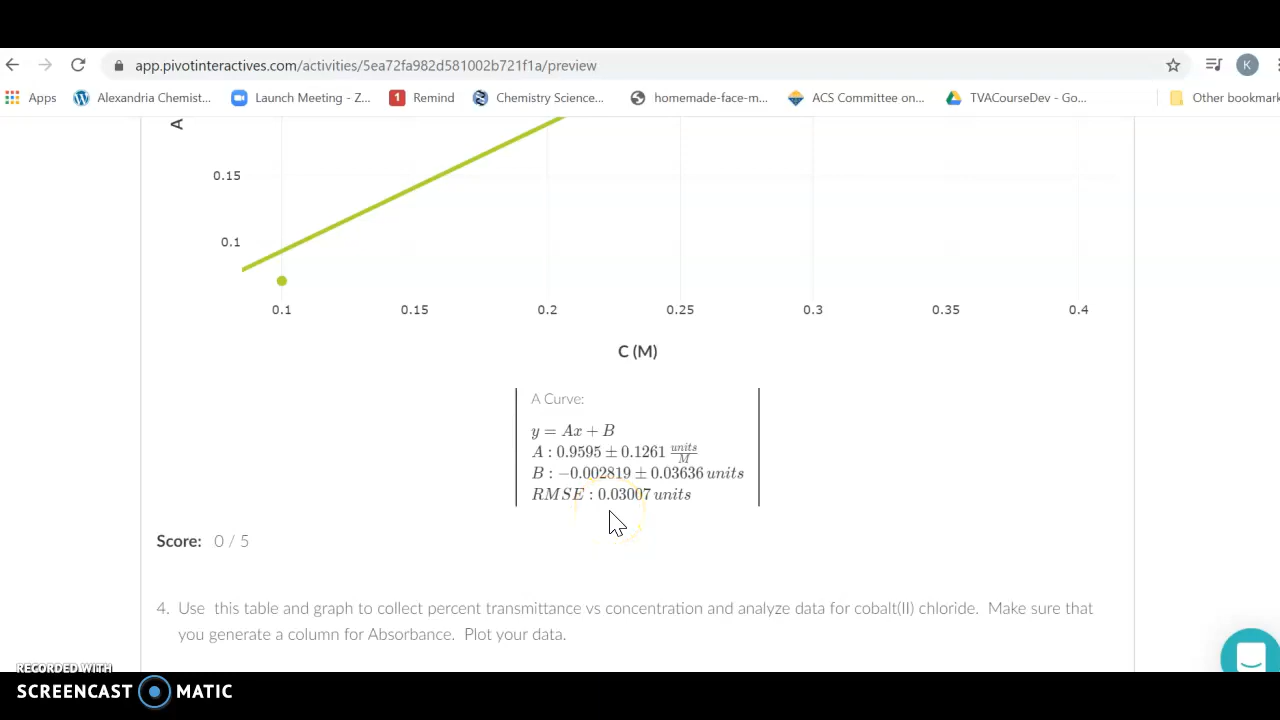 app.pivotinteractives.com/activities/5ea72fa982d581002b721f1a/preview
K
Apps
Alexandria Chemist...
Launch Meeting - Z...
1 Remind
Chemistry Science...
homemade-face-m...
ACS Committee on...
TVACourseDev - Go...
Other bookmark
A
0.15
0.1
0.1 0.15 0.2 0.25 0.3 0.35 0.4
C (M)
A Curve:
y = Ax + B
A : 0.9595 ± 0.1261 units/M
B : −0.002819 ± 0.03636 units
RMSE : 0.03007 units
Score: 0 / 5
4. Use this table and graph to collect percent transmittance vs concentration and analyze data for cobalt(II) chloride. Make sure that
you generate a column for Absorbance. Plot your data.
RECORDED WITH
SCREENCAST MATIC